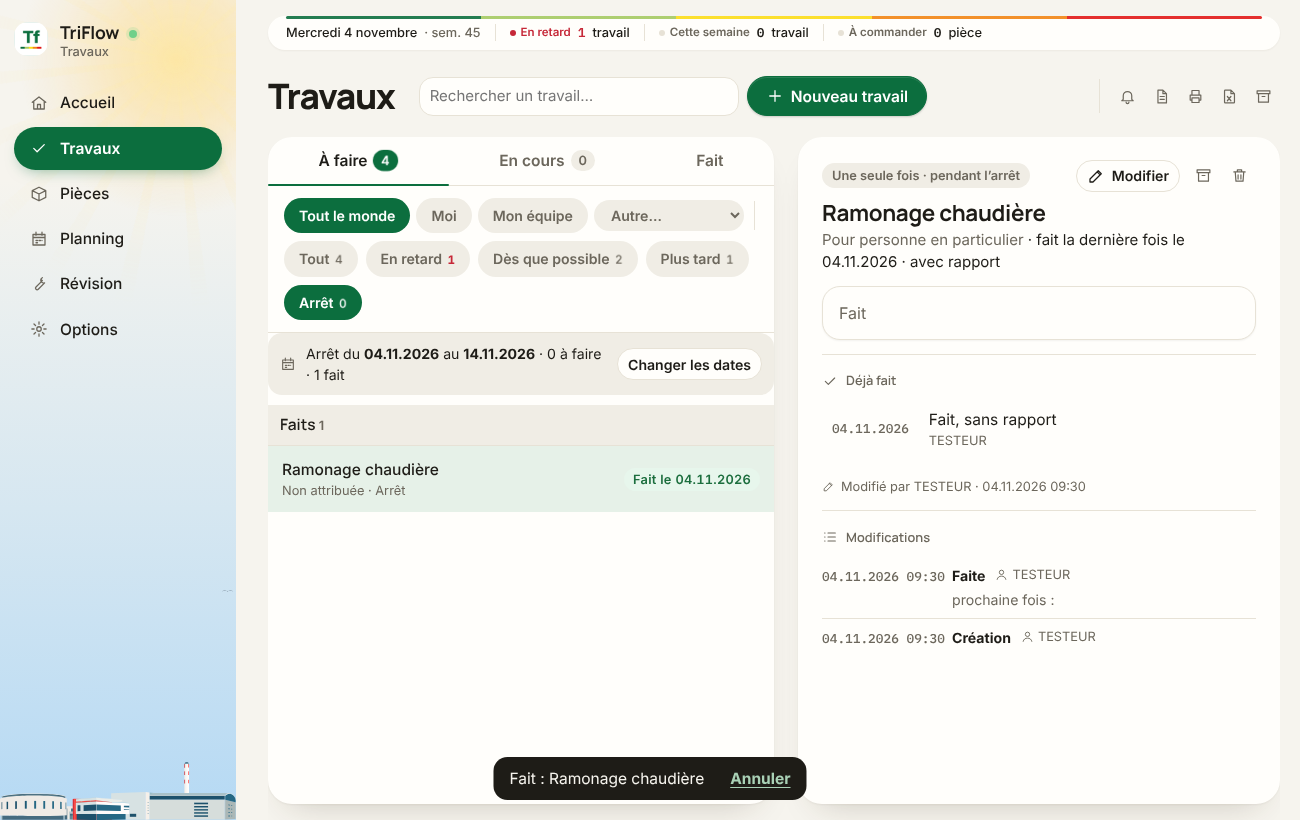 Tf
TriFlow
Travaux
Accueil
Travaux
Pièces
Planning
Révision
Options
Mercredi 4 novembre · sem. 45
En retard 1 travail
Cette semaine 0 travail
À commander 0 pièce
Travaux
Rechercher un travail...
+ Nouveau travail
À faire 4
En cours 0
Fait
Tout le monde
Moi
Mon équipe
Autre...
Tout 4
En retard 1
Dès que possible 2
Plus tard 1
Arrêt 0
Arrêt du 04.11.2026 au 14.11.2026 · 0 à faire
· 1 fait
Changer les dates
Faits 1
Ramonage chaudière
Non attribuée · Arrêt
Fait le 04.11.2026
Une seule fois · pendant l'arrêt
Modifier
Ramonage chaudière
Pour personne en particulier · fait la dernière fois le
04.11.2026 · avec rapport
Fait
Déjà fait
04.11.2026
Fait, sans rapport
TESTEUR
Modifié par TESTEUR · 04.11.2026 09:30
Modifications
04.11.2026 09:30 Faite TESTEUR
prochaine fois :
04.11.2026 09:30 Création TESTEUR
Fait : Ramonage chaudière
Annuler